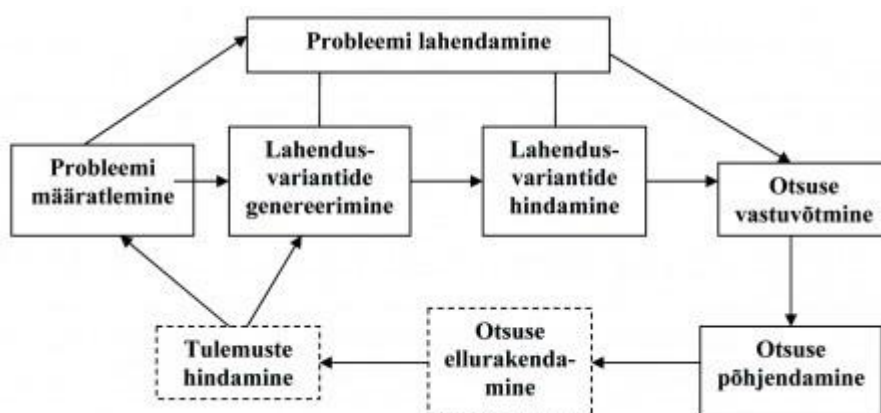 Probleemi lahendamine
Probleemi
määratlemine
Lahendus-
variantide
genereerimine
Lahendus-
variantide
hindamine
Otsuse
vastuvõtmine
Tulemuste
hindamine
Otsuse
ellurakenda-
mine
Otsuse
põhjendamine